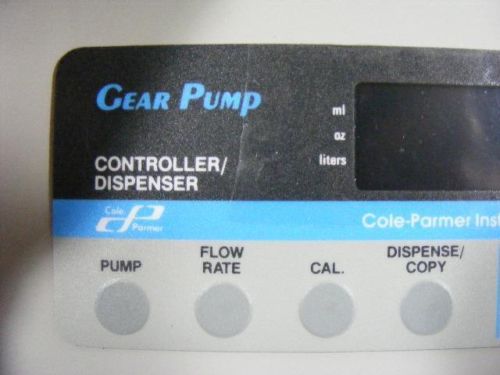 GEAR PUMP
ml
oz
liters
CONTROLLER/
DISPENSER
Cole
Parmer
Cole-Parmer Inst
PUMP
FLOW
RATE
CAL.
DISPENSE/
COPY